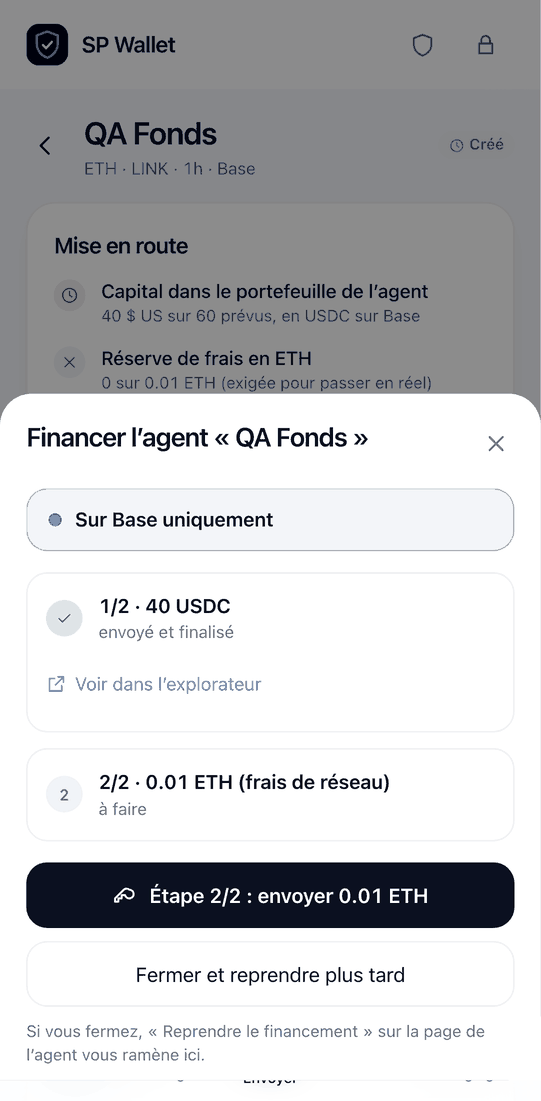 SP Wallet
QA Fonds
Créé
ETH · LINK · 1h · Base
Mise en route
Capital dans le portefeuille de l’agent
40 $ US sur 60 prévus, en USDC sur Base
Réserve de frais en ETH
0 sur 0.01 ETH (exigée pour passer en réel)
Financer l’agent « QA Fonds »
Sur Base uniquement
1/2 · 40 USDC
envoyé et finalisé
Voir dans l’explorateur
2
2/2 · 0.01 ETH (frais de réseau)
à faire
Étape 2/2 : envoyer 0.01 ETH
Fermer et reprendre plus tard
Si vous fermez, « Reprendre le financement » sur la page de
l’agent vous ramène ici.
Envoyer